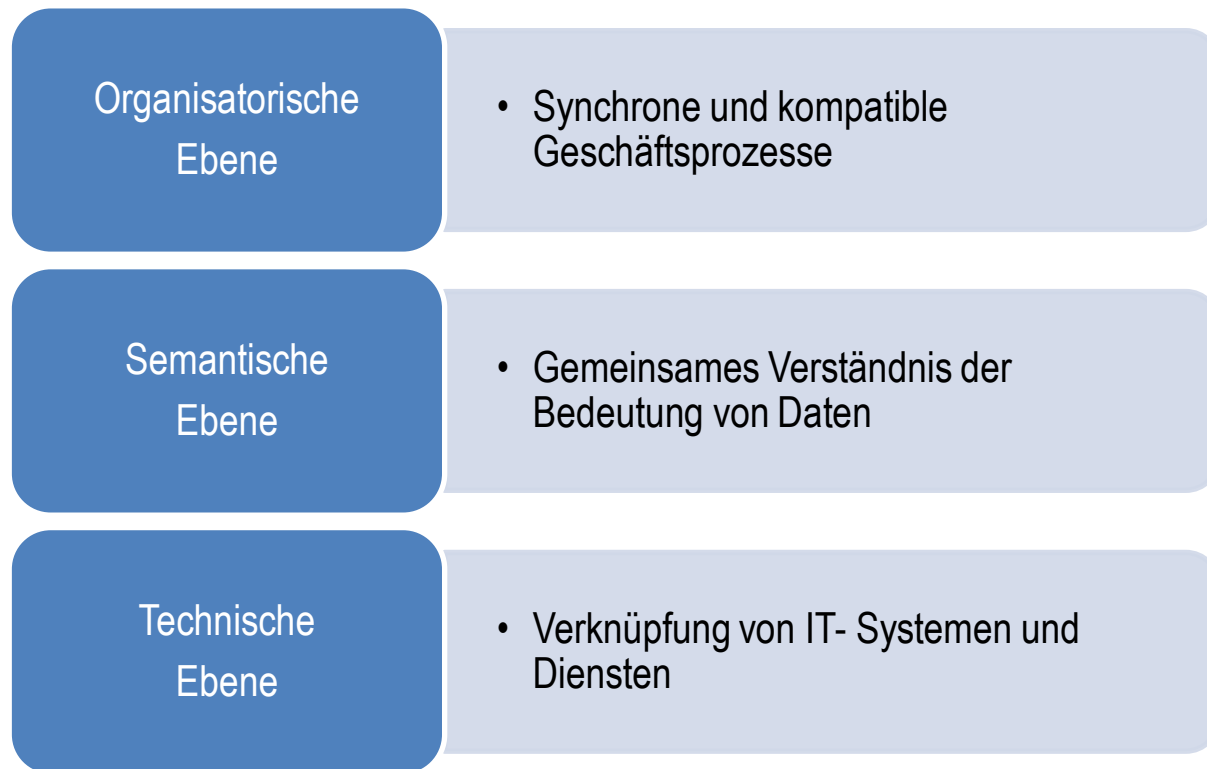 Organisatorische
Ebene
• Synchrone und kompatible
Geschäftsprozesse
Semantische
Ebene
• Gemeinsames Verständnis der
Bedeutung von Daten
Technische
Ebene
• Verknüpfung von IT- Systemen und
Diensten